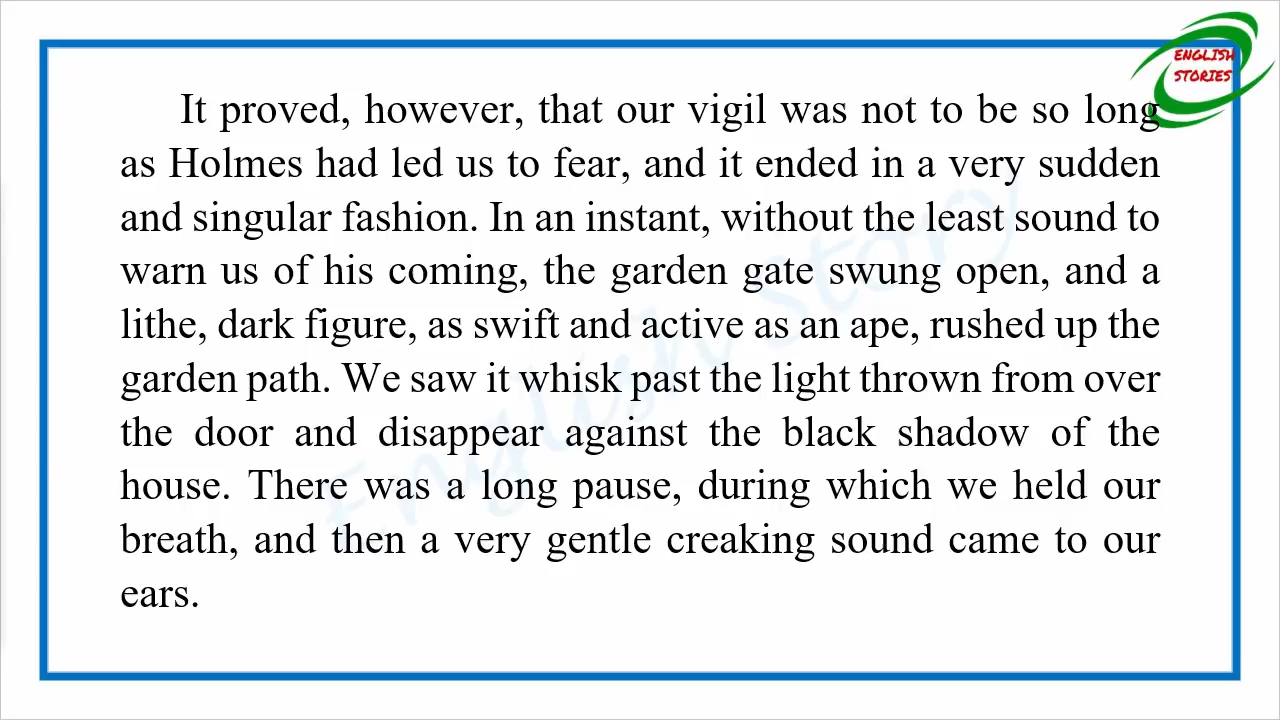 ENGLISH
STORIES
It proved, however, that our vigil was not to be so long
as Holmes had led us to fear, and it ended in a very sudden
and singular fashion. In an instant, without the least sound to
warn us of his coming, the garden gate swung open, and a
lithe, dark figure, as swift and active as an ape, rushed up the
garden path. We saw it whisk past the light thrown from over
the door and disappear against the black shadow of the
house. There was a long pause, during which we held our
breath, and then a very gentle creaking sound came to our
ears.
English Story